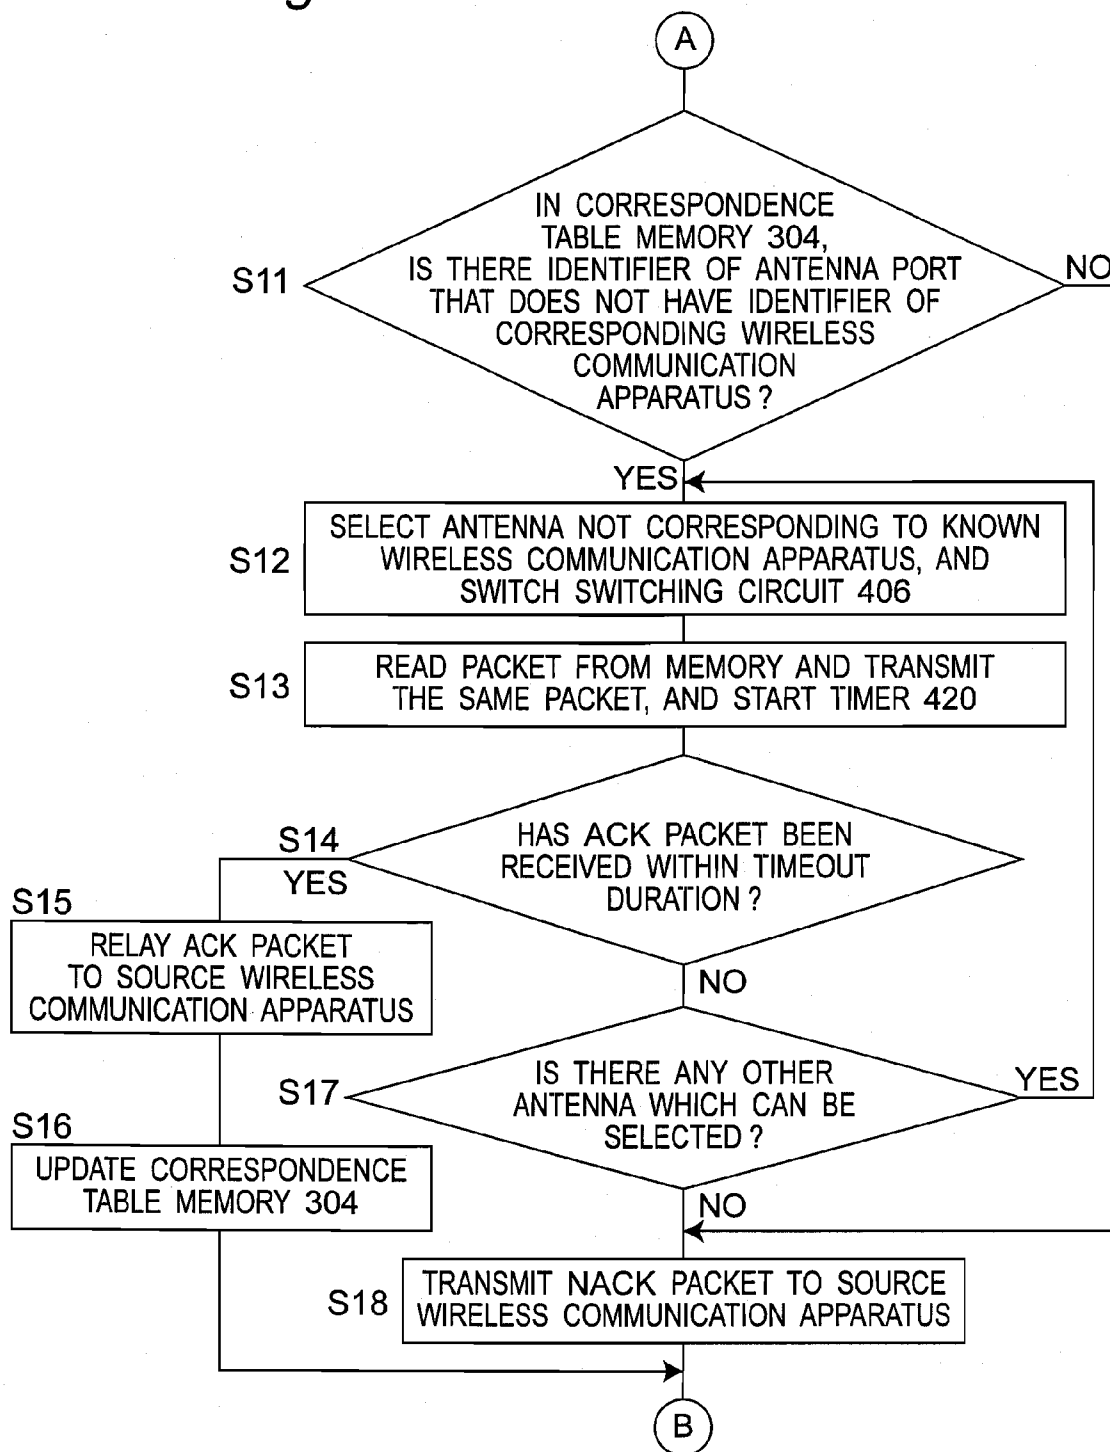 A
IN CORRESPONDENCE
TABLE MEMORY 304,
IS THERE IDENTIFIER OF ANTENNA PORT
THAT DOES NOT HAVE IDENTIFIER OF
CORRESPONDING WIRELESS
COMMUNICATION
APPARATUS ?
S11
NO
YES
S12
SELECT ANTENNA NOT CORRESPONDING TO KNOWN
WIRELESS COMMUNICATION APPARATUS, AND
SWITCH SWITCHING CIRCUIT 406
S13
READ PACKET FROM MEMORY AND TRANSMIT
THE SAME PACKET, AND START TIMER 420
S14
YES
HAS ACK PACKET BEEN
RECEIVED WITHIN TIMEOUT
DURATION ?
NO
S15
RELAY ACK PACKET
TO SOURCE WIRELESS
COMMUNICATION APPARATUS
S17
IS THERE ANY OTHER
ANTENNA WHICH CAN BE
SELECTED ?
YES
NO
S16
UPDATE CORRESPONDENCE
TABLE MEMORY 304
S18
TRANSMIT NACK PACKET TO SOURCE
WIRELESS COMMUNICATION APPARATUS
B